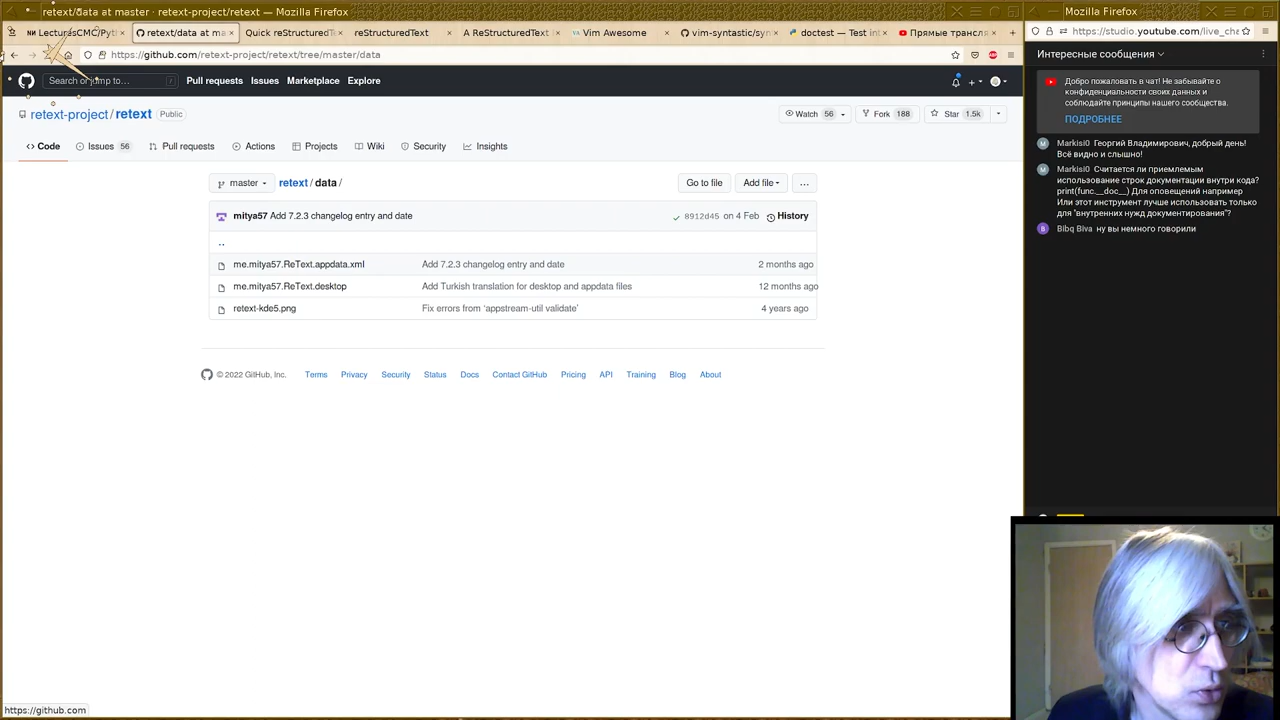 retext/data at master · retext-project/retext — Mozilla Firefox
Mozilla Firefox
LecturesCMC/Pyth
retext/data at ma
Quick reStructuredTe
reStructuredText
A ReStructuredText
Vim Awesome
vim-syntastic/syn
doctest — Test int
Прямые трансля
https://studio.youtube.com/live_cha
https://github.com/retext-project/retext/tree/master/data
Интересные сообщения
Search or jump to…
/
Pull requests
Issues
Marketplace
Explore
retext-project / retext
Public
Watch 56
Fork 188
Star 1.5k
Code
Issues 56
Pull requests
Actions
Projects
Wiki
Security
Insights
master
retext / data /
Go to file
Add file
...
mitya57 Add 7.2.3 changelog entry and date
8912d45 on 4 Feb
History
..
me.mitya57.ReText.appdata.xml
Add 7.2.3 changelog entry and date
2 months ago
me.mitya57.ReText.desktop
Add Turkish translation for desktop and appdata files
12 months ago
retext-kde5.png
Fix errors from ‘appstream-util validate’
4 years ago
© 2022 GitHub, Inc.
Terms
Privacy
Security
Status
Docs
Contact GitHub
Pricing
API
Training
Blog
About
Добро пожаловать в чат! Не забывайте о
конфиденциальности своих данных и
соблюдайте принципы нашего сообщества.
ПОДРОБНЕЕ
M
Markisi0 Георгий Владимирович, добрый день!
Всё видно и слышно!
M
Markisi0 Считается ли приемлемым
использование строк документации внутри кода?
print(func.__doc__) Для оповещений например
Или этот инструмент лучше использовать только
для "внутренних нужд документирования"?
B
Bibq Biva ну вы немного говорили
https://github.com